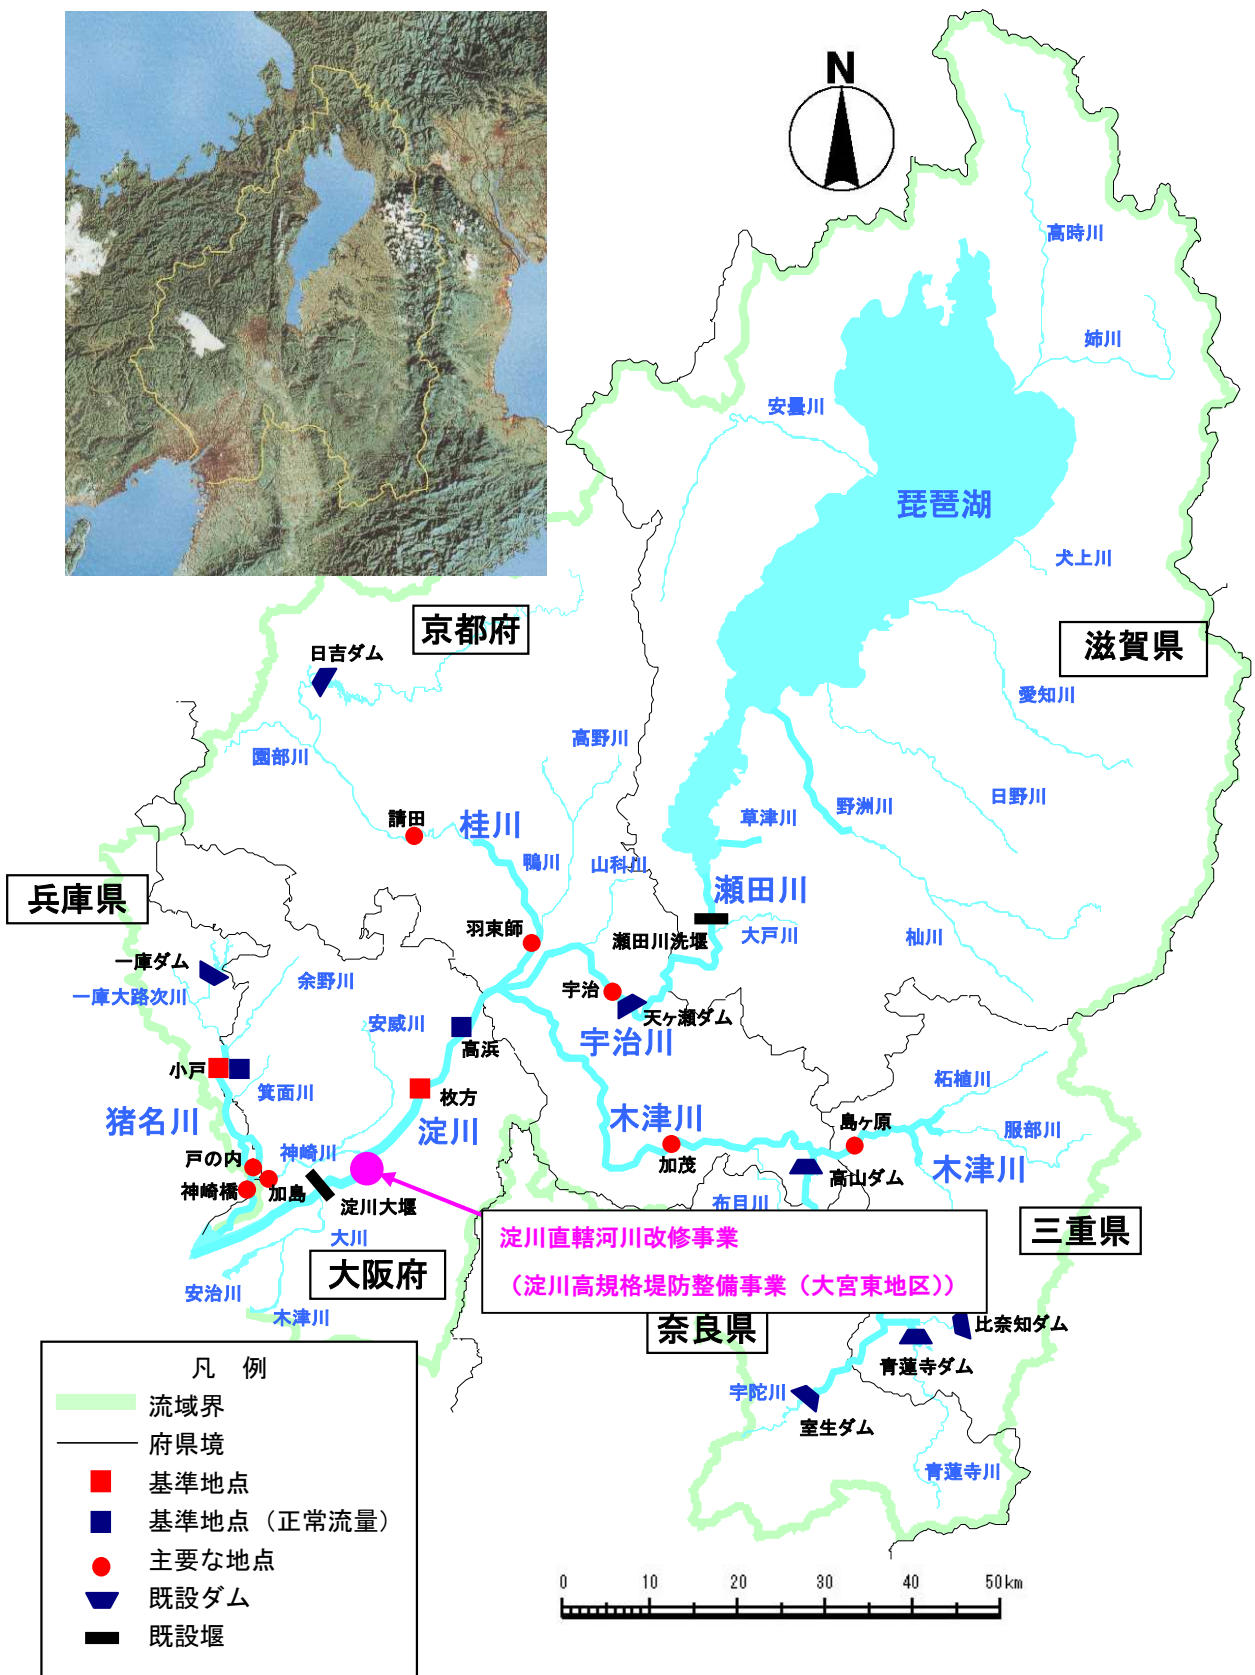 N
高時川
姉川
安曇川
琵琶湖
犬上川
京都府
滋賀県
日吉ダム
愛知川
園部川
高野川
日野川
請田
桂川
草津川
野洲川
鴨川
山科川
瀬田川
兵庫県
羽束師
瀬田川洗堰
大戸川
杣川
一庫ダム
余野川
宇治
一庫大路次川
安威川
天ヶ瀬ダム
高浜
宇治川
小戸
箕面川
枚方
柘植川
猪名川
淀川
木津川
島ヶ原
服部川
神崎川
戸の内
加茂
木津川
神崎橋
加島
高山ダム
淀川大堰
布目川
大川
淀川直轄河川改修事業
三重県
大阪府
（淀川高規格堤防整備事業（大宮東地区））
安治川
木津川
奈良県
比奈知ダム
青蓮寺ダム
宇陀川
室生ダム
青蓮寺川
凡 例
流域界
府県境
基準地点
基準地点（正常流量）
主要な地点
既設ダム
既設堰
0 10 20 30 40 50km